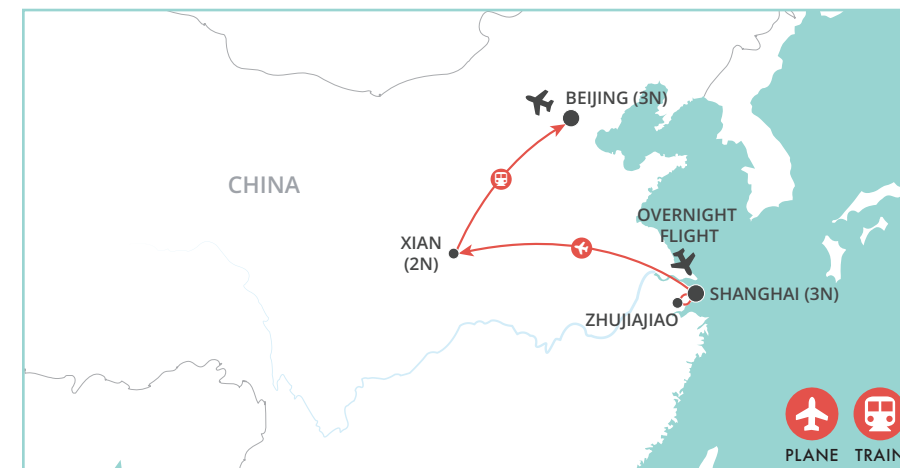 BEIJING (3N)
CHINA
OVERNIGHT
FLIGHT
XIAN
(2N)
SHANGHAI (3N)
ZHUJIAJIAO
PLANE TRAIN